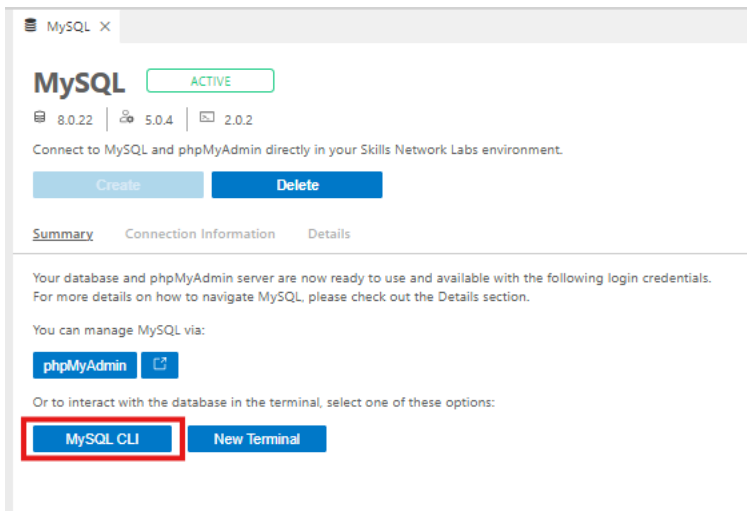 MySQL ×
MySQL ACTIVE
8.0.22 5.0.4 2.0.2
Connect to MySQL and phpMyAdmin directly in your Skills Network Labs environment.
Create Delete
Summary Connection Information Details
Your database and phpMyAdmin server are now ready to use and available with the following login credentials.
For more details on how to navigate MySQL, please check out the Details section.
You can manage MySQL via:
phpMyAdmin
Or to interact with the database in the terminal, select one of these options:
MySQL CLI New Terminal